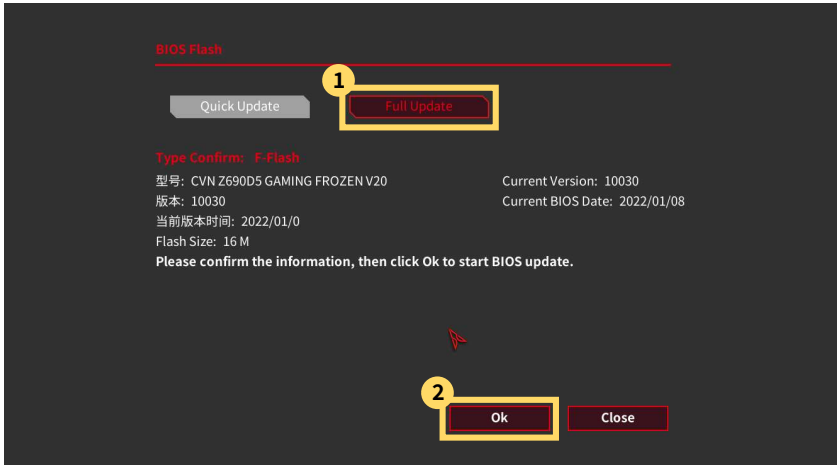 BIOS Flash
1
Quick Update
Full Update
Type Confirm: F-Flash
型号: CVN Z690D5 GAMING FROZEN V20
Current Version: 10030
版本: 10030
Current BIOS Date: 2022/01/08
当前版本时间: 2022/01/0
Flash Size: 16 M
Please confirm the information, then click Ok to start BIOS update.
2
Ok
Close